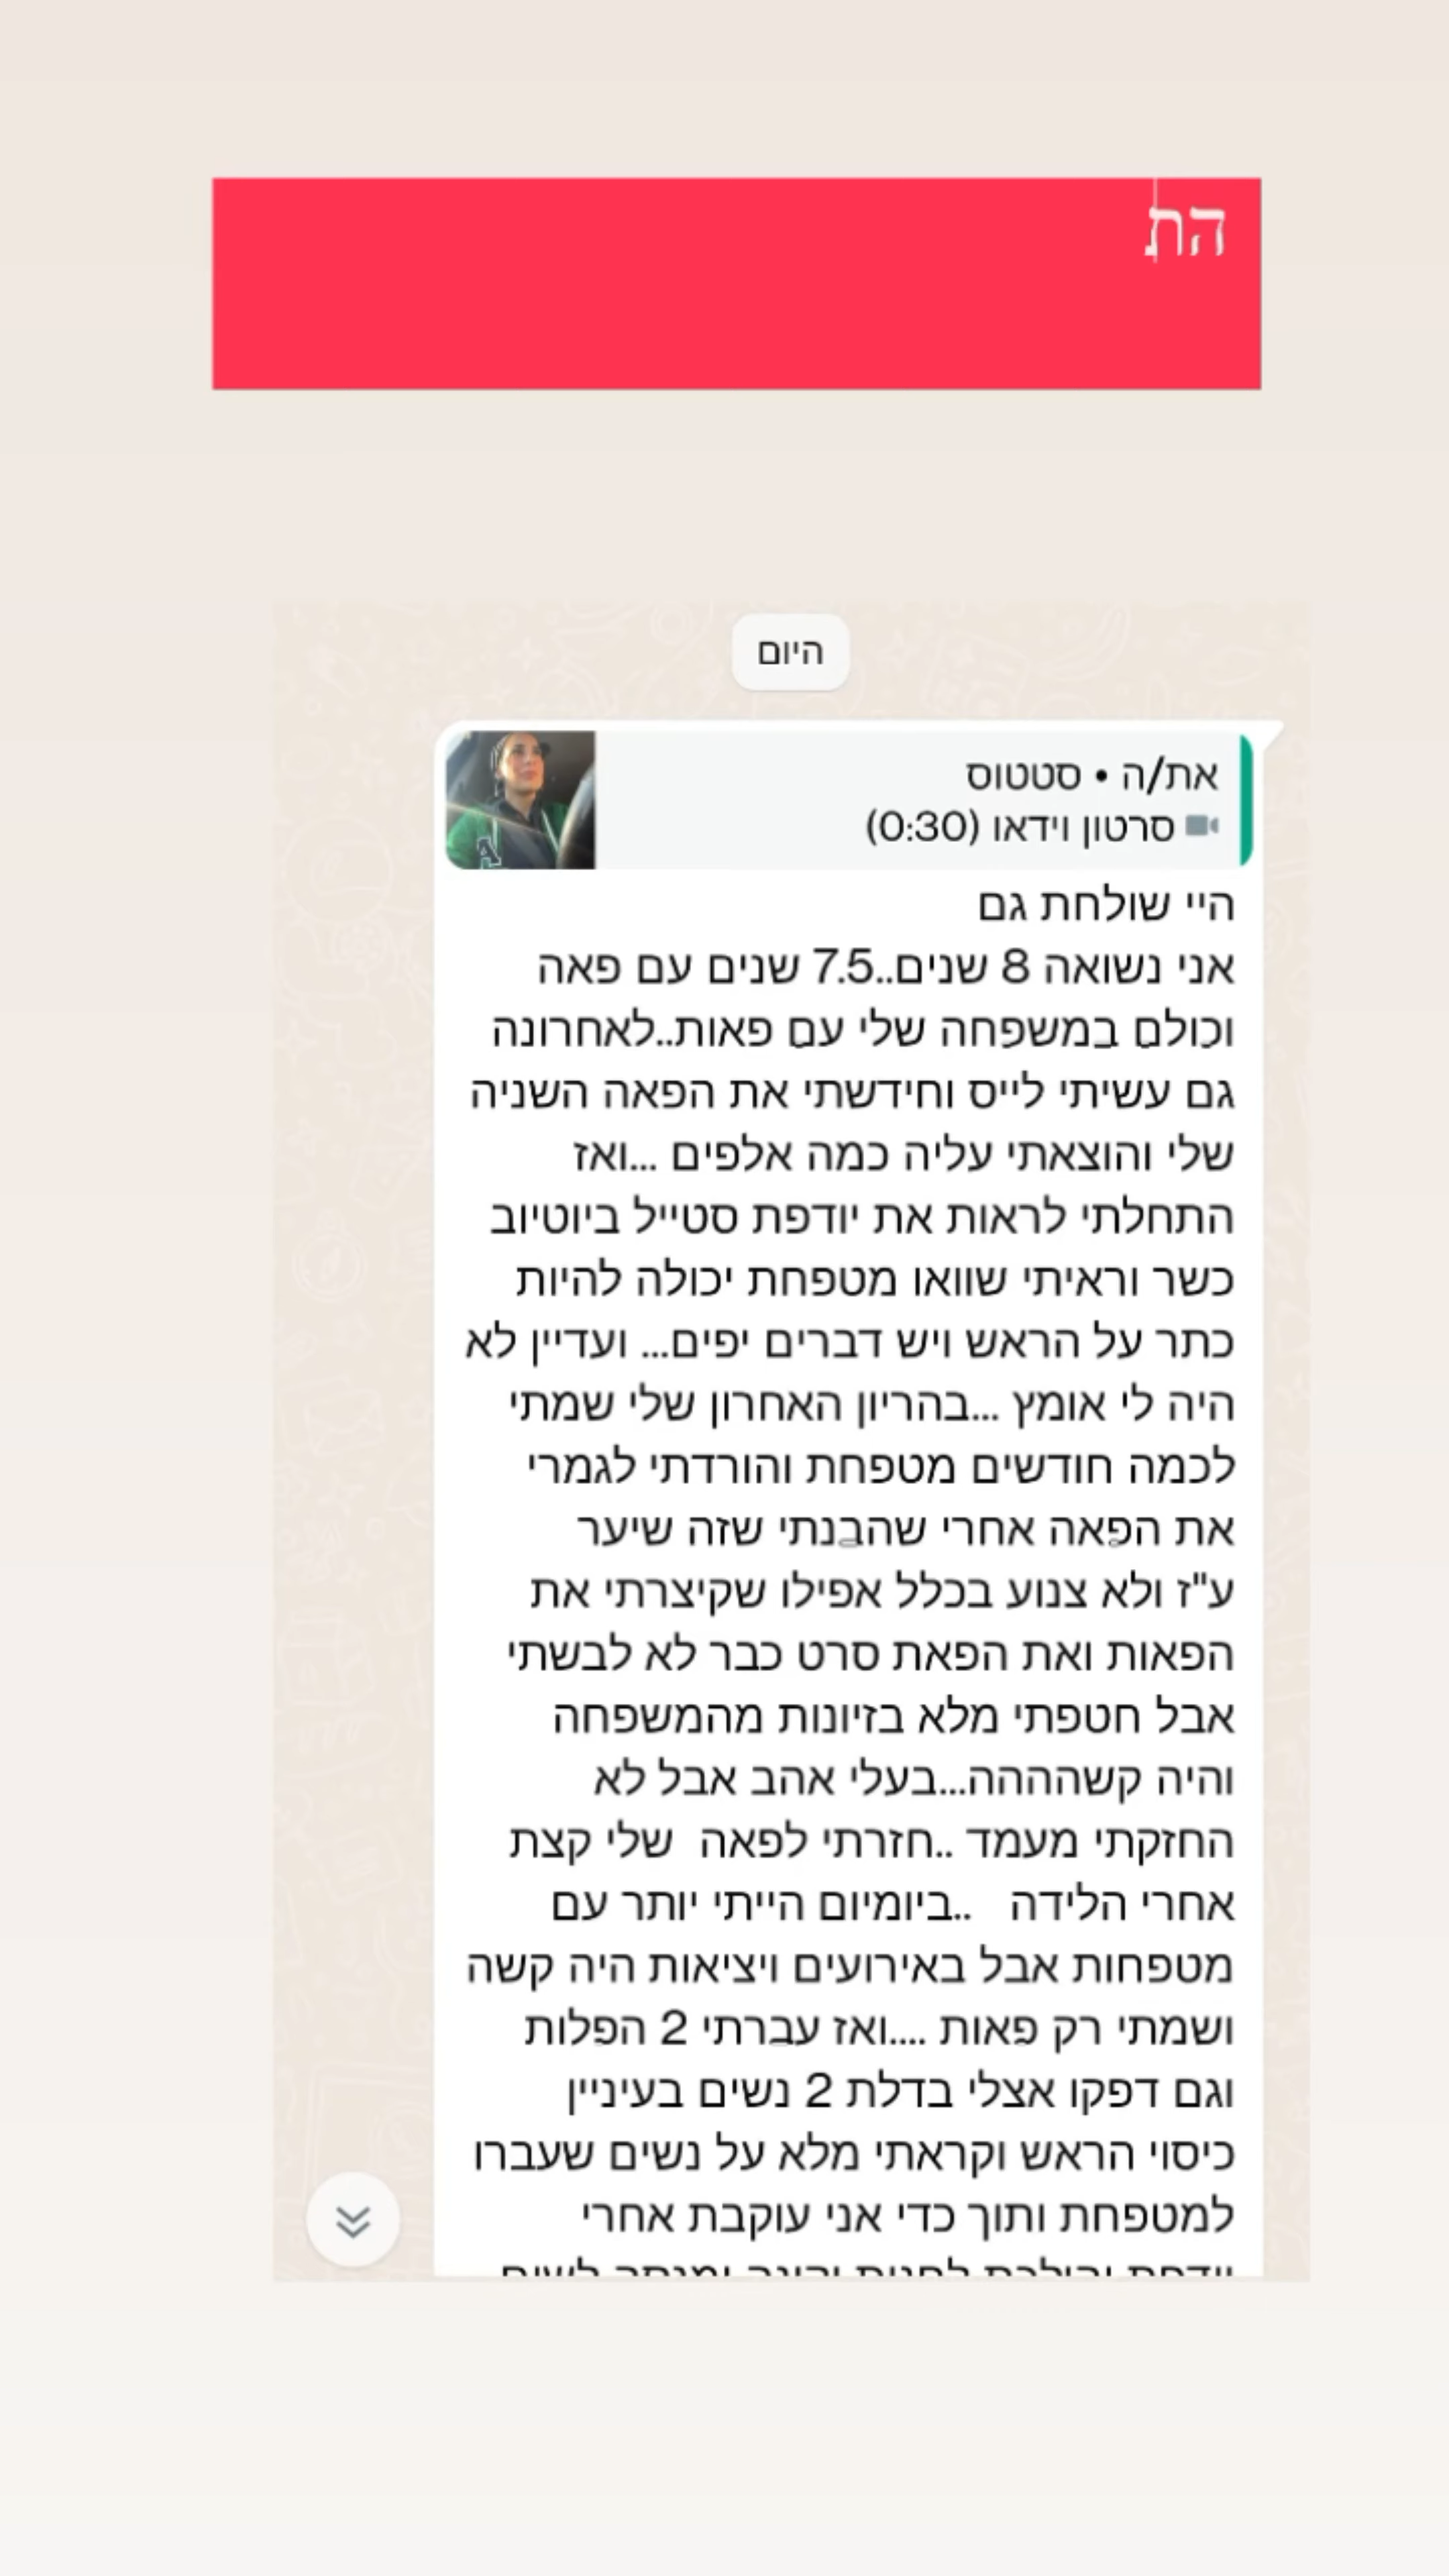 הת
היום
את/ה • סטטוס
סרטון וידאו (0:30)
היי שולחת גם
אני נשואה 8 שנים..7.5 שנים עם פאה
וכולם במשפחה שלי עם פאות..לאחרונה
גם עשיתי לייס וחידשתי את הפאה השניה
שלי והוצאתי עליה כמה אלפים ...ואז
התחלתי לראות את יודפת סטייל ביוטיוב
כשר וראיתי שוואו מטפחת יכולה להיות
כתר על הראש ויש דברים יפים... ועדיין לא
היה לי אומץ ...בהריון האחרון שלי שמתי
לכמה חודשים מטפחת והורדתי לגמרי
את הפאה אחרי שהבנתי שזה שיער
ע"ז ולא צנוע בכלל אפילו שקיצרתי את
הפאות ואת הפאת סרט כבר לא לבשתי
אבל חטפתי מלא בזיונות מהמשפחה
והיה קשהההה...בעלי אהב אבל לא
החזקתי מעמד ..חזרתי לפאה  שלי קצת
אחרי הלידה   ..ביומיום הייתי יותר עם
מטפחות אבל באירועים ויציאות היה קשה
ושמתי רק פאות ....ואז עברתי 2 הפלות
וגם דפקו אצלי בדלת 2 נשים בעיניין
כיסוי הראש וקראתי מלא על נשים שעברו
למטפחת ותוך כדי אני עוקבת אחרי